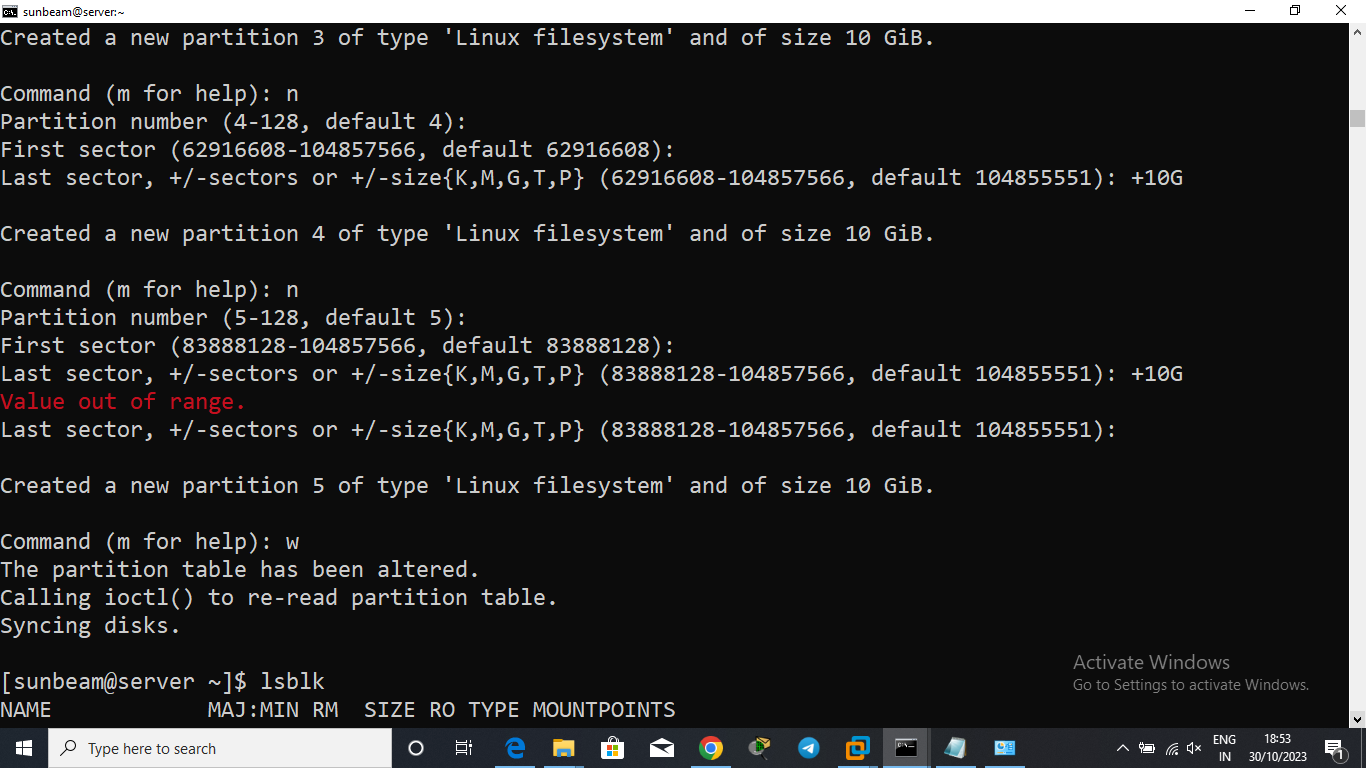 sunbeam@server:~
Created a new partition 3 of type 'Linux filesystem' and of size 10 GiB.
Command (m for help): n
Partition number (4-128, default 4):
First sector (62916608-104857566, default 62916608):
Last sector, +/-sectors or +/-size{K,M,G,T,P} (62916608-104857566, default 104855551): +10G
Created a new partition 4 of type 'Linux filesystem' and of size 10 GiB.
Command (m for help): n
Partition number (5-128, default 5):
First sector (83888128-104857566, default 83888128):
Last sector, +/-sectors or +/-size{K,M,G,T,P} (83888128-104857566, default 104855551): +10G
Value out of range.
Last sector, +/-sectors or +/-size{K,M,G,T,P} (83888128-104857566, default 104855551):
Created a new partition 5 of type 'Linux filesystem' and of size 10 GiB.
Command (m for help): w
The partition table has been altered.
Calling ioctl() to re-read partition table.
Syncing disks.
[sunbeam@server ~]$ lsblk
NAME MAJ:MIN RM SIZE RO TYPE MOUNTPOINTS
Activate Windows
Go to Settings to activate Windows.
Type here to search
ENG
IN
18:53
30/10/2023
1